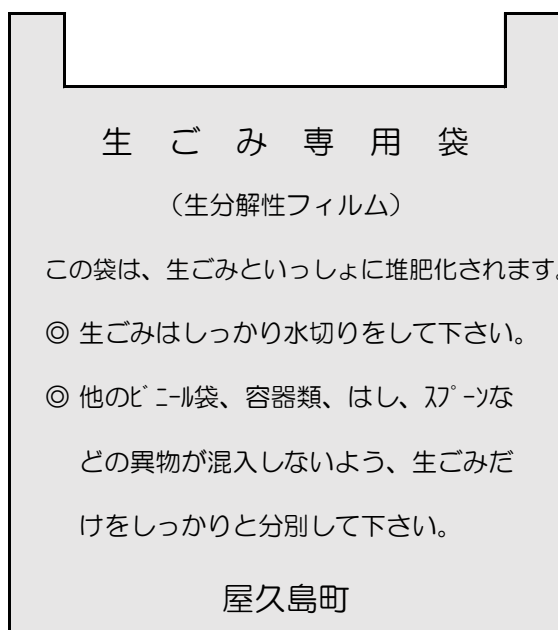 生ごみ専用袋
（生分解性フィルム）
この袋は、生ごみといっしょに堆肥化されます。
◎ 生ごみはしっかり水切りをして下さい。
◎ 他のﾋﾞﾆｰﾙ袋、容器類、はし、ｽﾌﾟｰﾝな
どの異物が混入しないよう、生ごみだ
けをしっかりと分別して下さい。
屋久島町